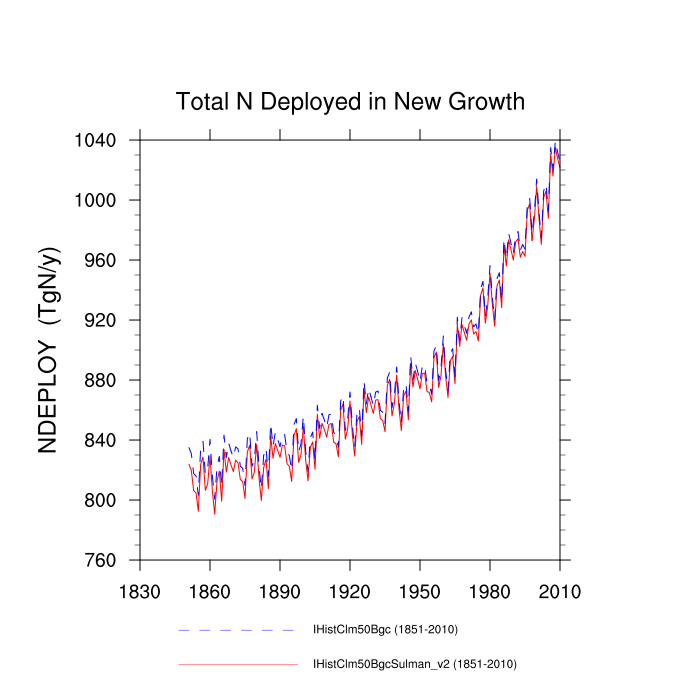 Total N Deployed in New Growth
NDEPLOY (TgN/y)
1040
1000
960
920
880
840
800
760
1830 1860 1890 1920 1950 1980 2010
IHistClm50Bgc (1851-2010)
IHistClm50BgcSulman_v2 (1851-2010)